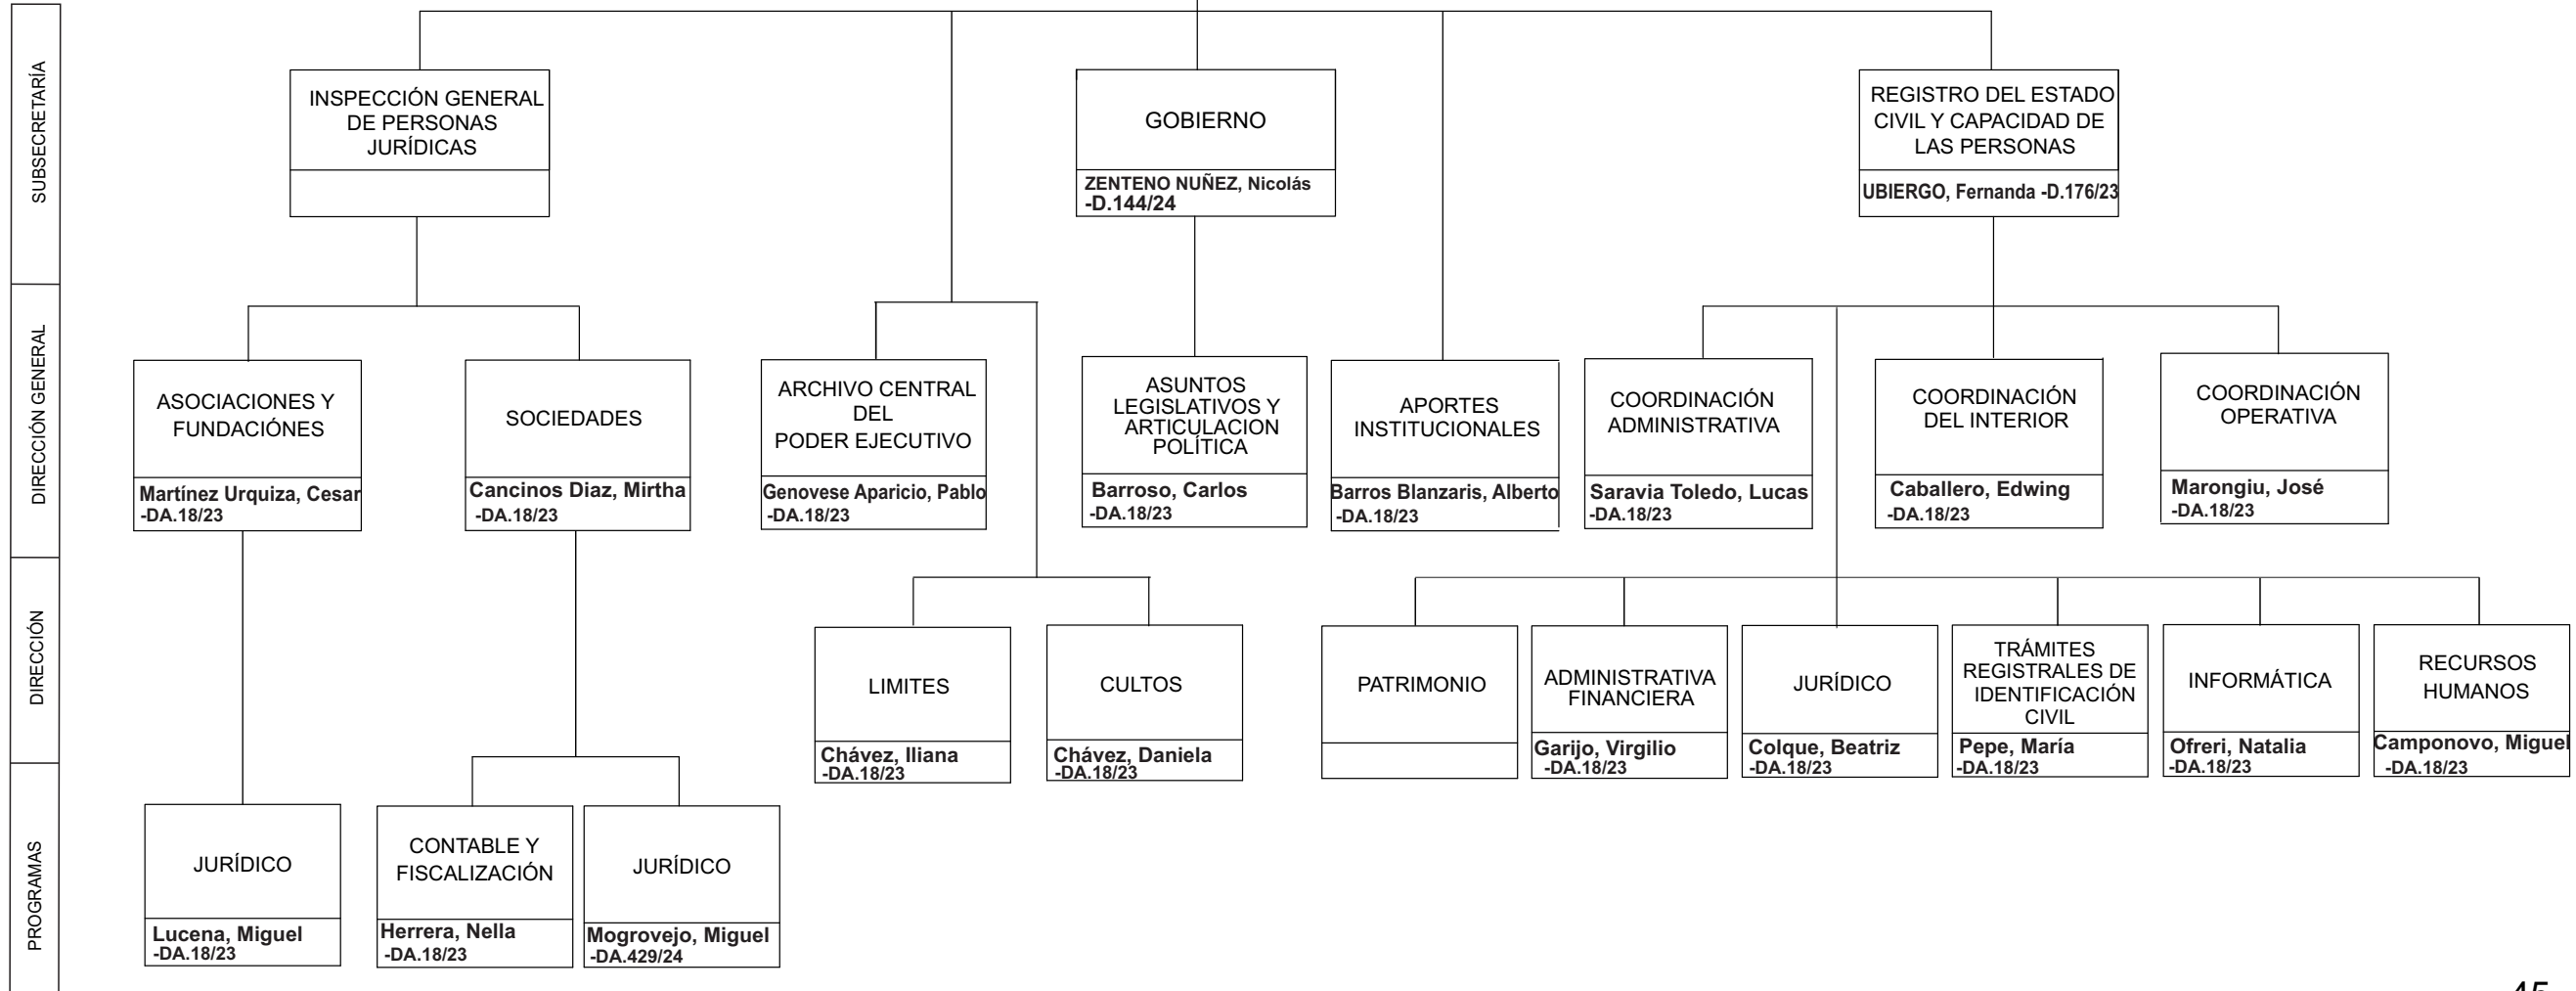 SUBSECRETARÍA
INSPECCIÓN GENERAL
DE PERSONAS
JURÍDICAS
GOBIERNO
ZENTENO NUÑEZ, Nicolás
-D.144/24
REGISTRO DEL ESTADO
CIVIL Y CAPACIDAD DE
LAS PERSONAS
UBIERGO, Fernanda -D.176/23
DIRECCIÓN GENERAL
ASOCIACIONES Y
FUNDACIÓNES
Martínez Urquiza, Cesar
-DA.18/23
SOCIEDADES
Cancinos Diaz, Mirtha
-DA.18/23
ARCHIVO CENTRAL
DEL
PODER EJECUTIVO
Genovese Aparicio, Pablo
-DA.18/23
ASUNTOS
LEGISLATIVOS Y
ARTICULACION
POLÍTICA
Barroso, Carlos
-DA.18/23
APORTES
INSTITUCIONALES
Barros Blanzaris, Alberto
-DA.18/23
COORDINACIÓN
ADMINISTRATIVA
Saravia Toledo, Lucas
-DA.18/23
COORDINACIÓN
DEL INTERIOR
Caballero, Edwing
-DA.18/23
COORDINACIÓN
OPERATIVA
Marongiu, José
-DA.18/23
DIRECCIÓN
LIMITES
Chávez, Iliana
-DA.18/23
CULTOS
Chávez, Daniela
-DA.18/23
PATRIMONIO
ADMINISTRATIVA
FINANCIERA
Garijo, Virgilio
-DA.18/23
JURÍDICO
Colque, Beatriz
-DA.18/23
TRÁMITES
REGISTRALES DE
IDENTIFICACIÓN
CIVIL
Pepe, María
-DA.18/23
INFORMÁTICA
Ofreri, Natalia
-DA.18/23
RECURSOS
HUMANOS
Camponovo, Miguel
-DA.18/23
PROGRAMAS
JURÍDICO
Lucena, Miguel
-DA.18/23
CONTABLE Y
FISCALIZACIÓN
Herrera, Nella
-DA.18/23
JURÍDICO
Mogrovejo, Miguel
-DA.429/24